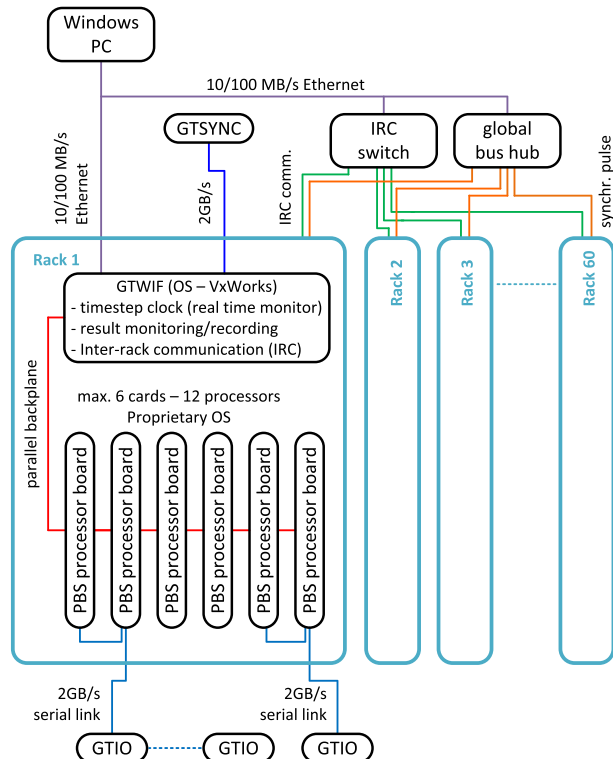 Windows
PC
10/100 MB/s Ethernet
GTSYNC
IRC
switch
global
bus hub
10/100 MB/s
Ethernet
2GB/s
IRC comm.
synchr. pulse
Rack 1
Rack 2
Rack 3
Rack 60
GTWIF (OS – VxWorks)
- timestep clock (real time monitor)
- result monitoring/recording
- Inter-rack communication (IRC)
parallel backplane
max. 6 cards – 12 processors
Proprietary OS
PBS processor board
PBS processor board
PBS processor board
PBS processor board
PBS processor board
PBS processor board
2GB/s
serial link
2GB/s
serial link
GTIO
GTIO
GTIO